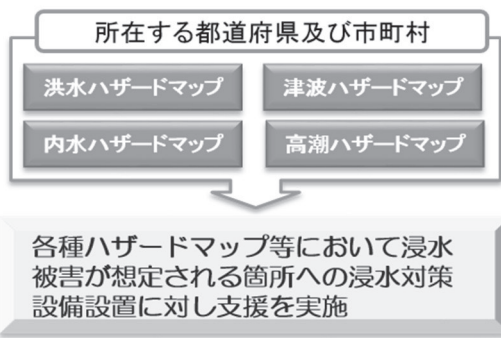 所在する都道府県及び市町村
洪水ハザードマップ
津波ハザードマップ
内水ハザードマップ
高潮ハザードマップ
各種ハザードマップ等において浸水
被害が想定される箇所への浸水対策
設備設置に対し支援を実施